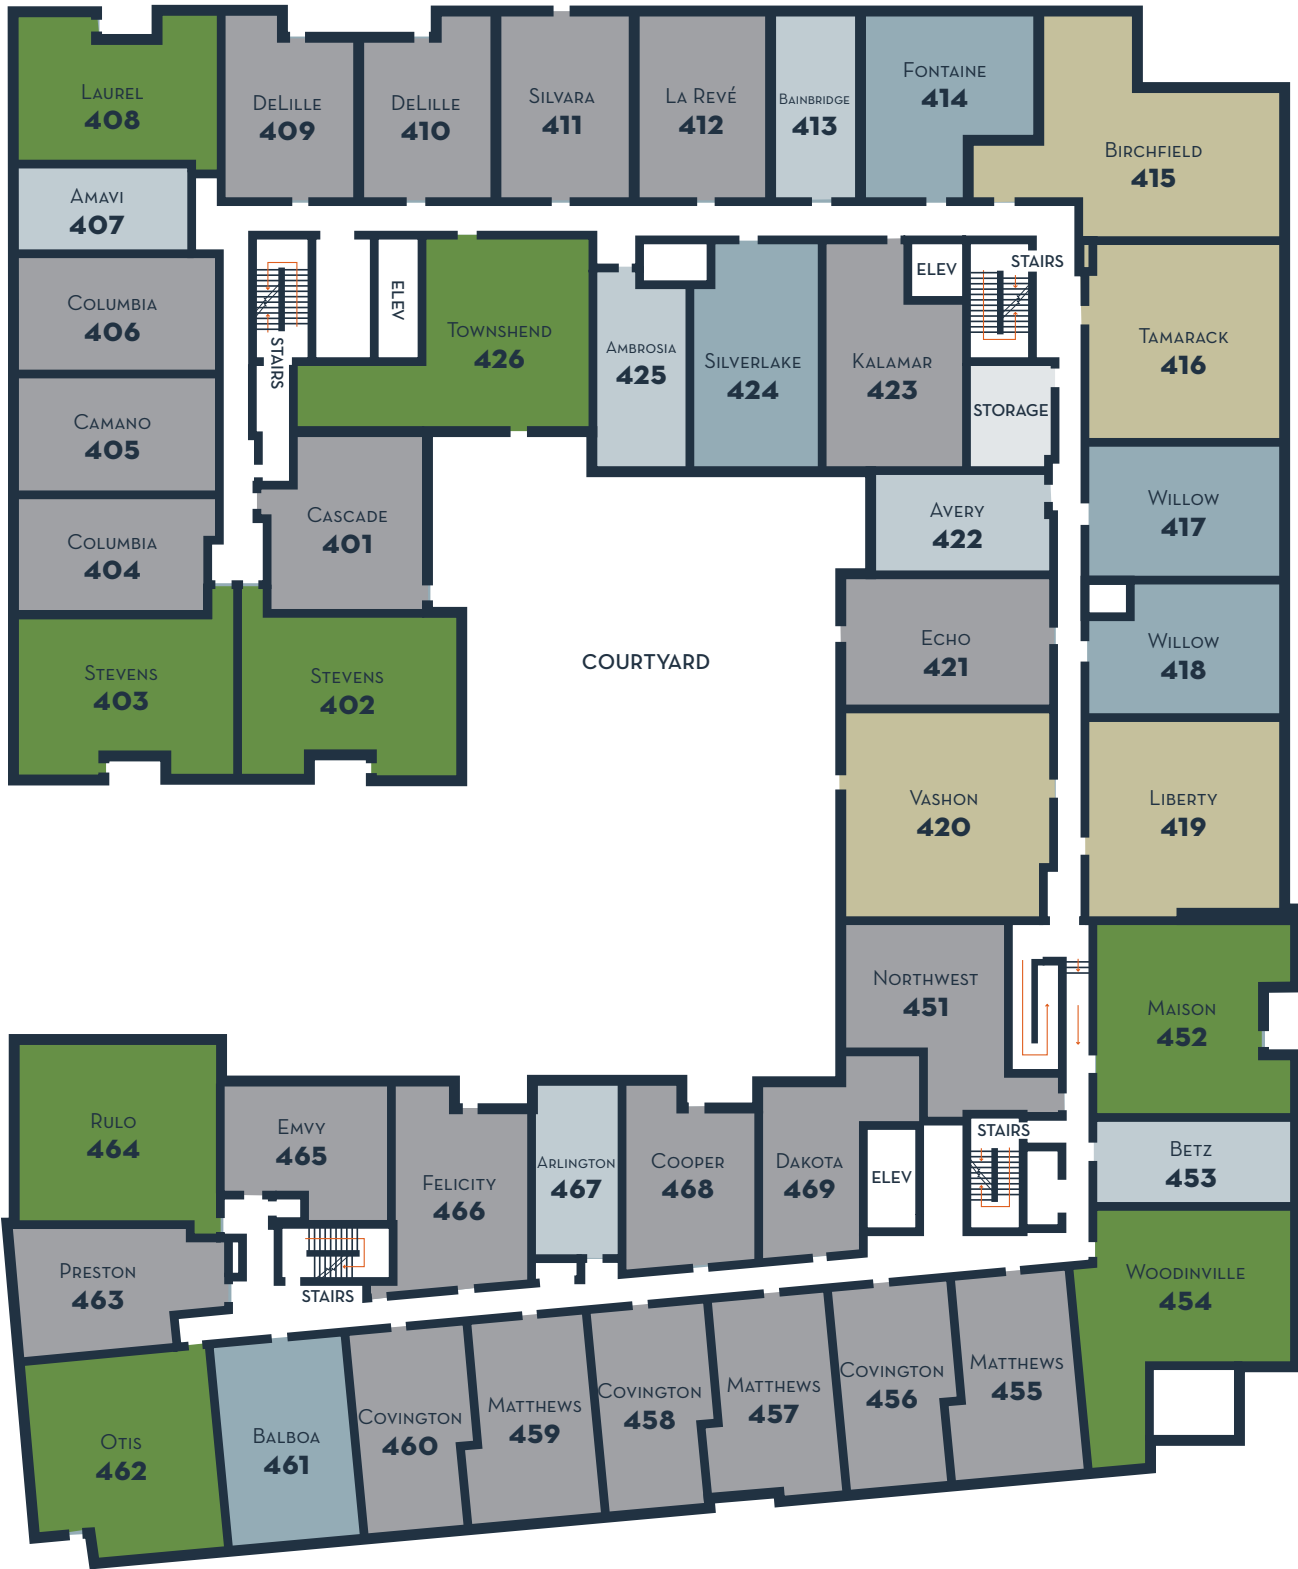 Laurel
408
DeLille
409
DeLille
410
Silvara
411
La Revé
412
Bainbridge
413
Fontaine
414
Birchfield
415
Amavi
407
Columbia
406
Camano
405
Columbia
404
STAIRS
ELEV
Townshend
426
Ambrosia
425
Silverlake
424
Kalamar
423
ELEV
STAIRS
STORAGE
Tamarack
416
Cascade
401
Avery
422
Willow
417
Echo
421
Willow
418
Stevens
403
Stevens
402
COURTYARD
Vashon
420
Liberty
419
Northwest
451
Maison
452
Rulo
464
Emvy
465
Felicity
466
Arlington
467
Cooper
468
Dakota
469
ELEV
STAIRS
Betz
453
Preston
463
STAIRS
Woodinville
454
Otis
462
Balboa
461
Covington
460
Matthews
459
Covington
458
Matthews
457
Covington
456
Matthews
455